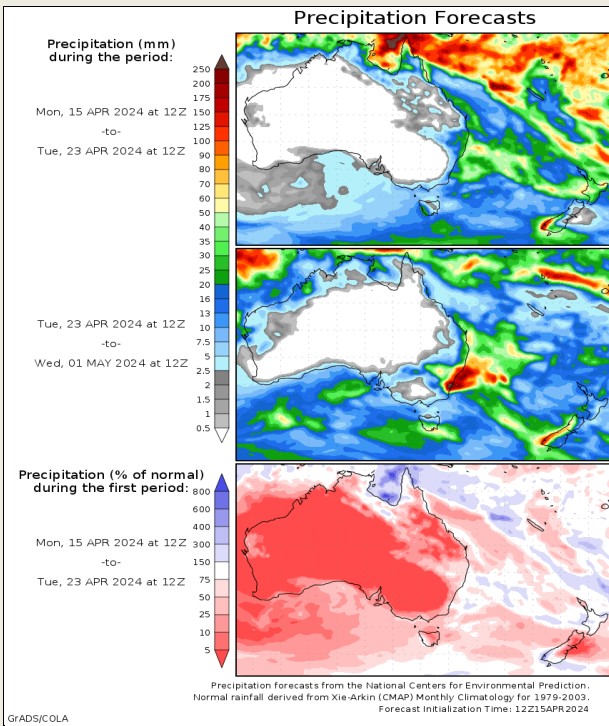 Precipitation Forecasts
Precipitation (mm)
during the period:
Mon, 15 APR 2024 at 12Z
-to-
Tue, 23 APR 2024 at 12Z
250
200
175
150
125
100
90
80
70
60
50
40
35
30
25
20
16
13
10
7.5
5
2.5
2
1.5
1
0.5
Tue, 23 APR 2024 at 12Z
-to-
Wed, 01 MAY 2024 at 12Z
Precipitation (% of normal)
during the first period:
Mon, 15 APR 2024 at 12Z
-to-
Tue, 23 APR 2024 at 12Z
800
600
400
300
150
75
50
25
10
5
Precipitation forecasts from the National Centers for Environmental Prediction.
Normal rainfall derived from Xie-Arkin (CMAP) Monthly Climatology for 1979-2003.
Forecast Initialization Time: 12Z15APR2024
GrADS/COLA